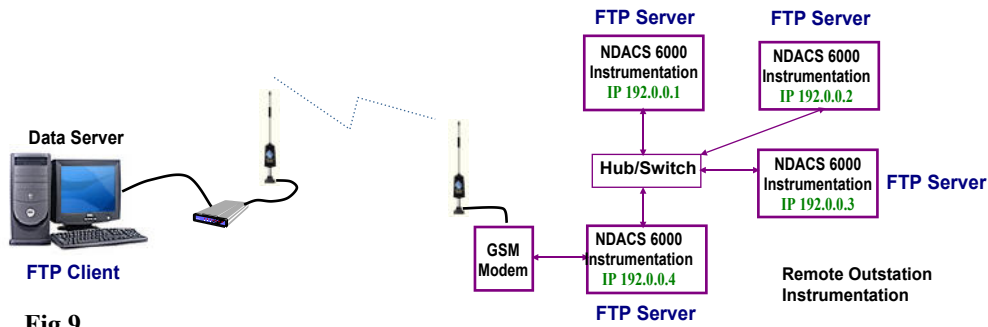 FTP Server
FTP Server
NDACS 6000
Instrumentation
IP 192.0.0.1
NDACS 6000
Instrumentation
IP 192.0.0.2
Data Server
Hub/Switch
NDACS 6000
Instrumentation
IP 192.0.0.3
FTP Server
GSM
Modem
NDACS 6000
Instrumentation
IP 192.0.0.4
FTP Client
Remote Outstation
Instrumentation
FTP Server
Fig 9